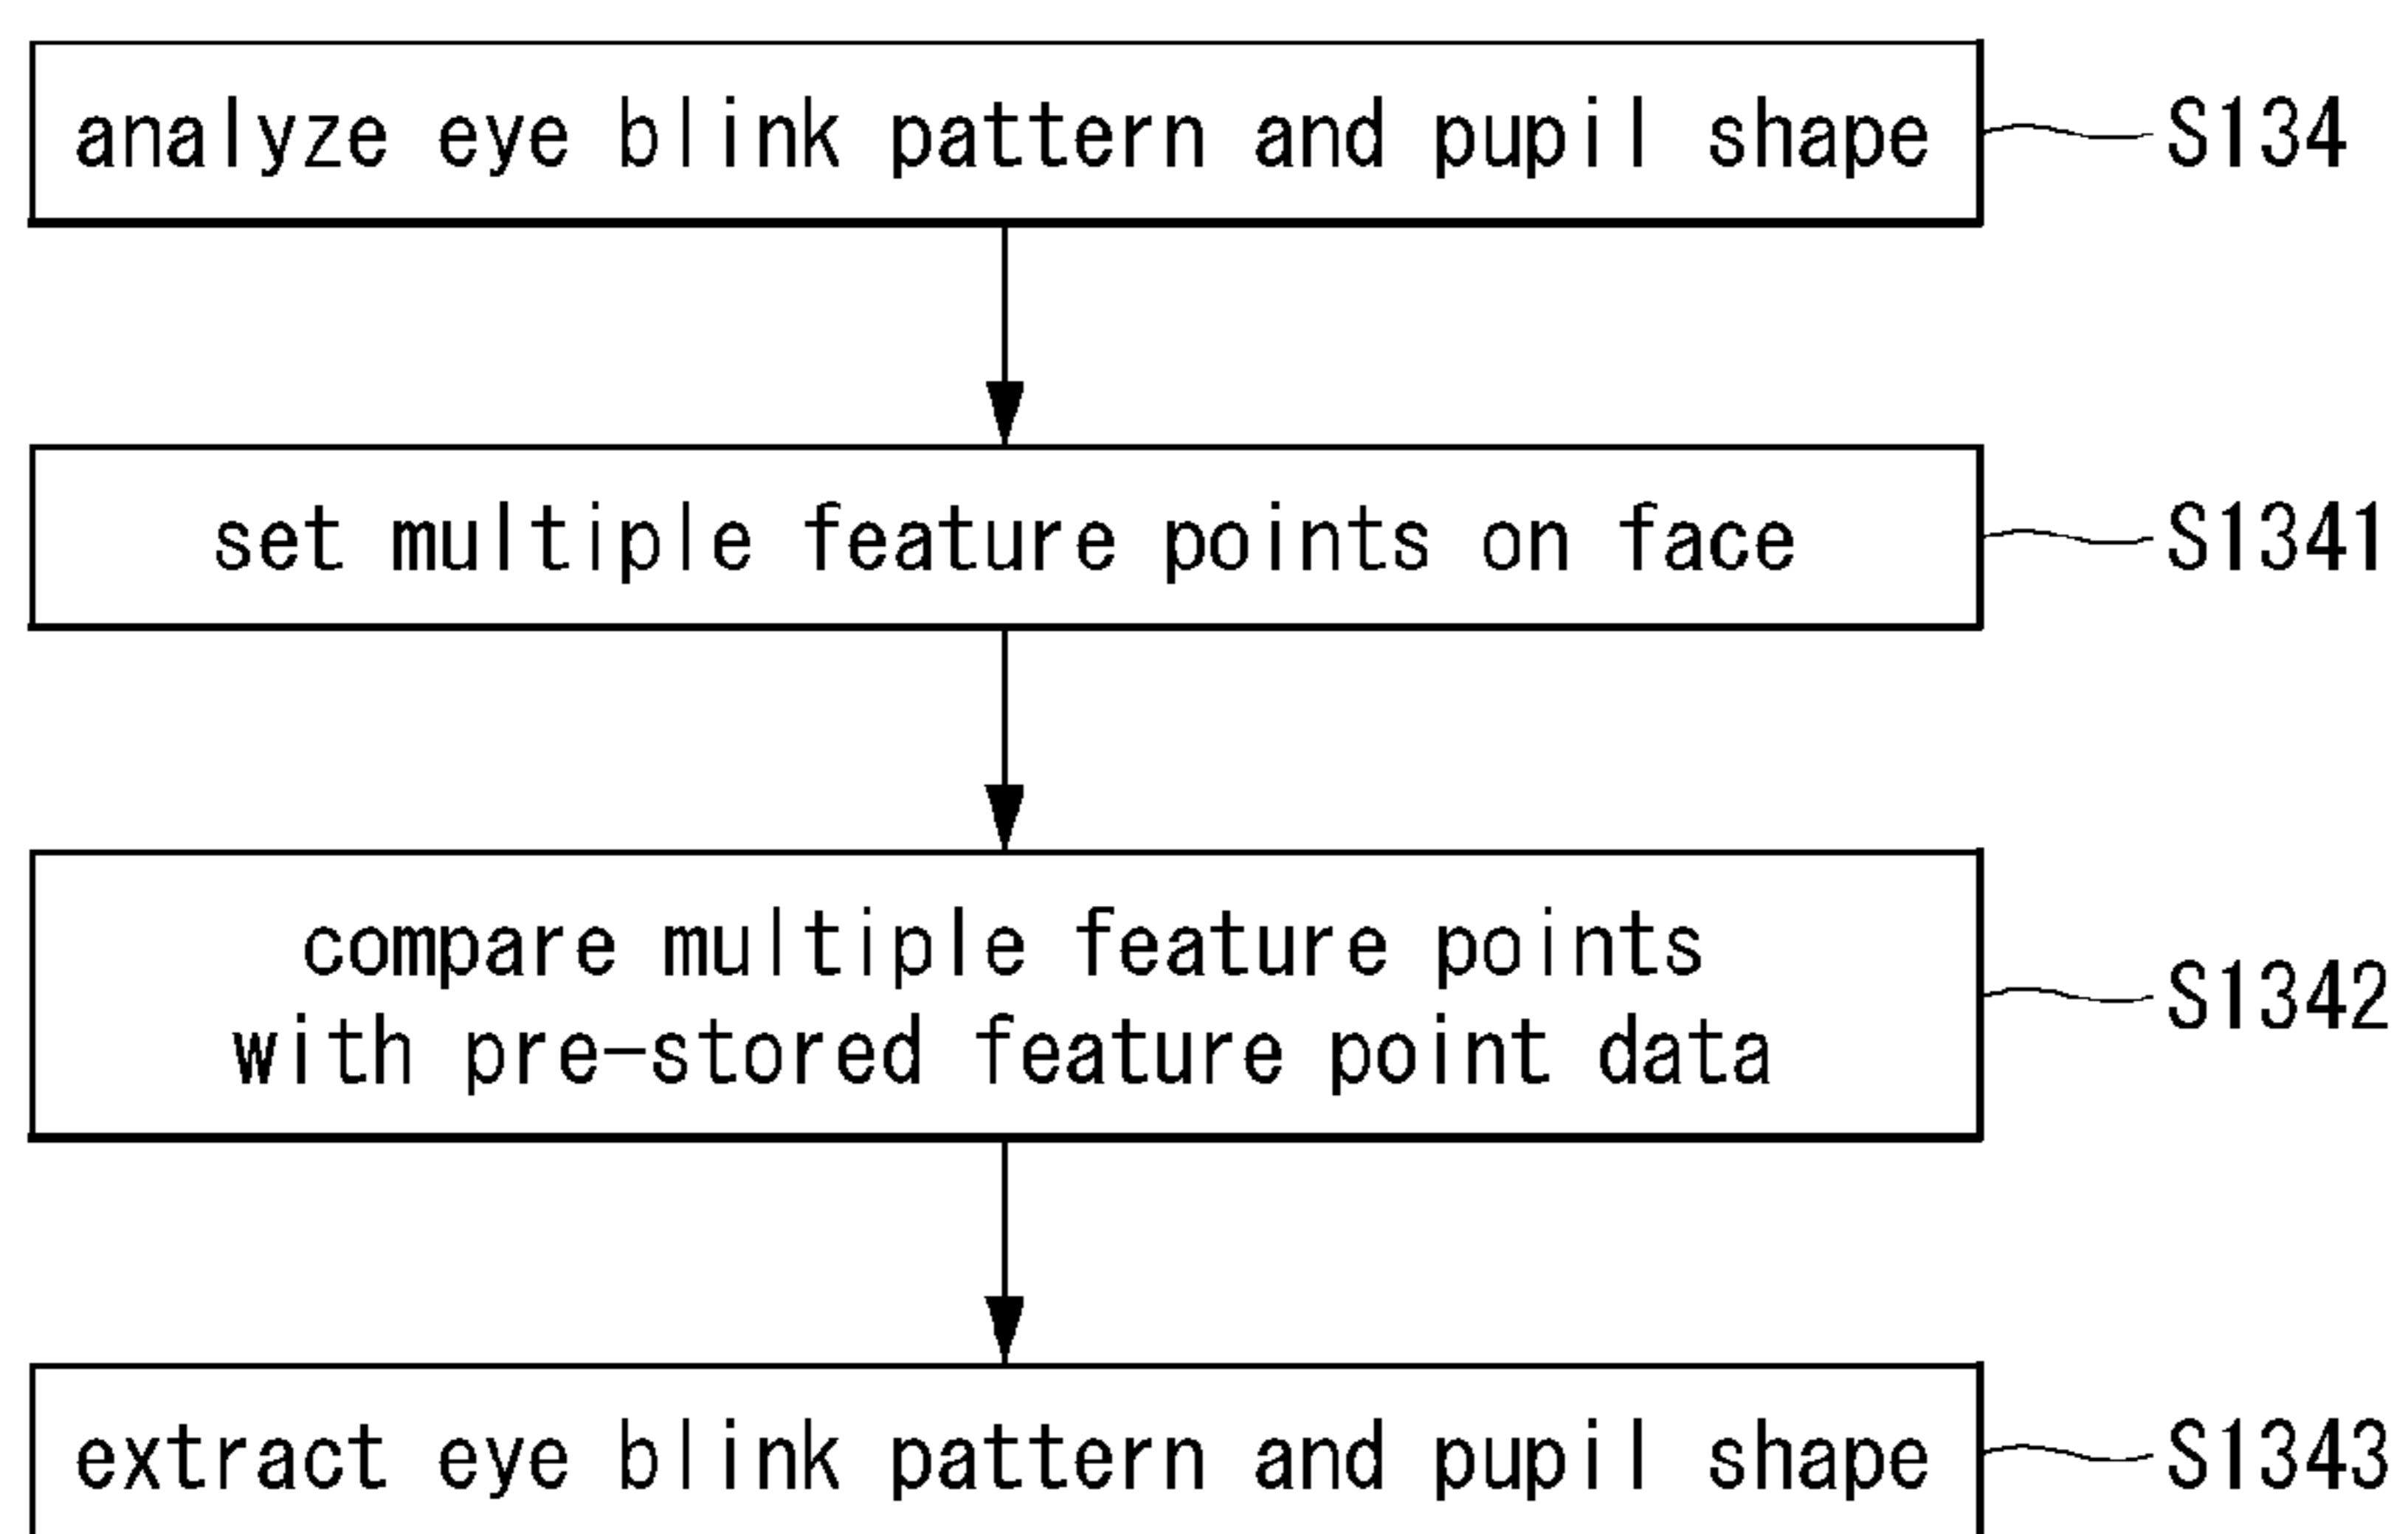 analyze eye blink pattern and pupil shape
S134
set multiple feature points on face
S1341
compare multiple feature points
with pre-stored feature point data
S1342
extract eye blink pattern and pupil shape
S1343